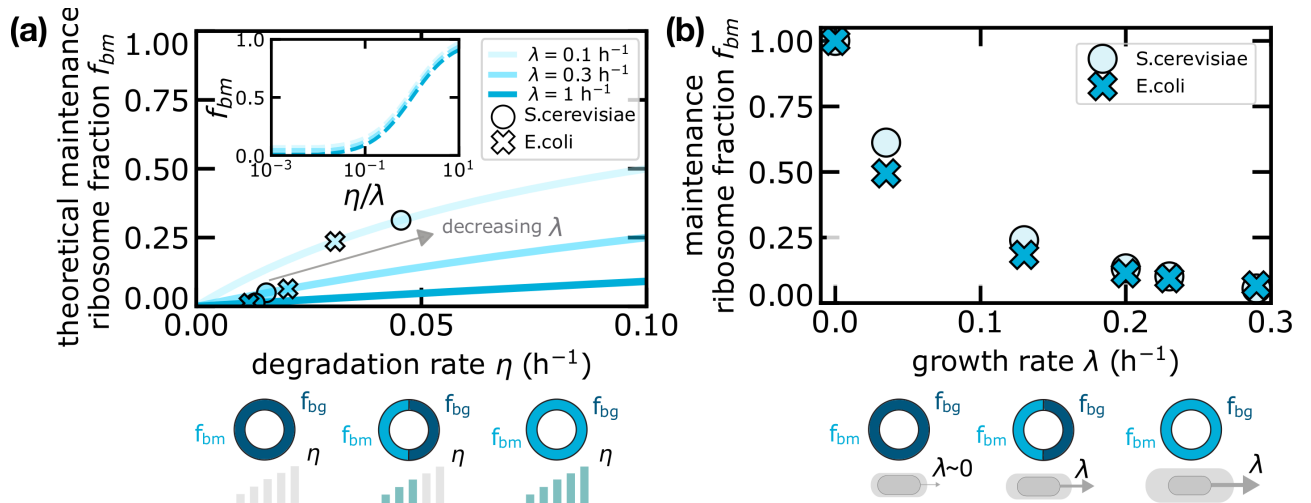 (a)
theoretical maintenance
ribosome fraction f_bm
1.00
0.75
0.50
0.25
0.00
0.00
0.05
0.10
degradation rate η (h⁻¹)
f_bm
1.0
0.5
0.0
10⁻³
10⁻¹
10¹
η/λ
λ = 0.1 h⁻¹
λ = 0.3 h⁻¹
λ = 1 h⁻¹
S.cerevisiae
E.coli
decreasing λ
f_bm
f_bg
η
f_bm
f_bg
η
f_bm
f_bg
η
(b)
maintenance
ribosome fraction f_bm
1.00
0.75
0.50
0.25
0.00
0.0
0.1
0.2
0.3
growth rate λ (h⁻¹)
S.cerevisiae
E.coli
f_bm
f_bg
λ~0
f_bm
f_bg
λ
f_bm
f_bg
λ